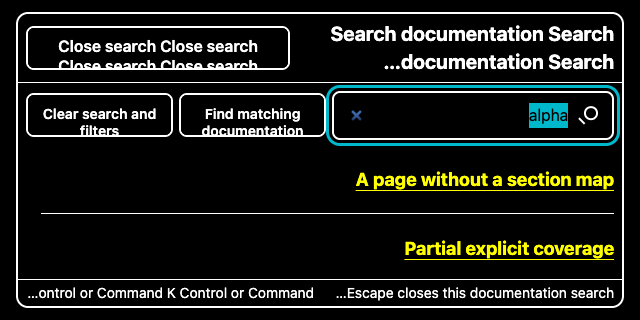 Search documentation Search
documentation Search...
Close search Close search
Close search Close search
alpha
Find matching
documentation
Clear search and
filters
A page without a section map
Partial explicit coverage
Escape closes this documentation search...
...ontrol or Command K Control or Command